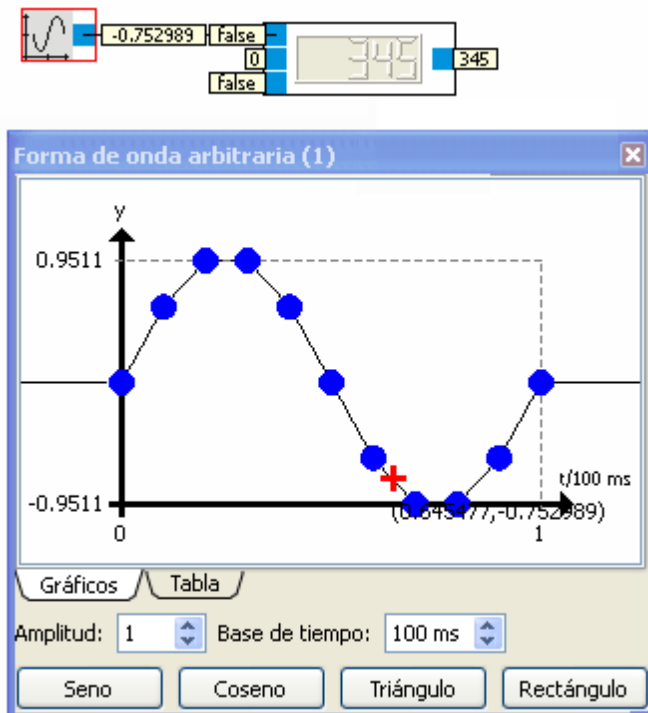 -0.752989 false
0 345 345
false
Forma de onda arbitraria (1)
y
0.9511
-0.9511
t/100 ms
(0.645477,-0.752989)
0 1
Gráficos Tabla
Amplitud: 1 Base de tiempo: 100 ms
Seno Coseno Triángulo Rectángulo